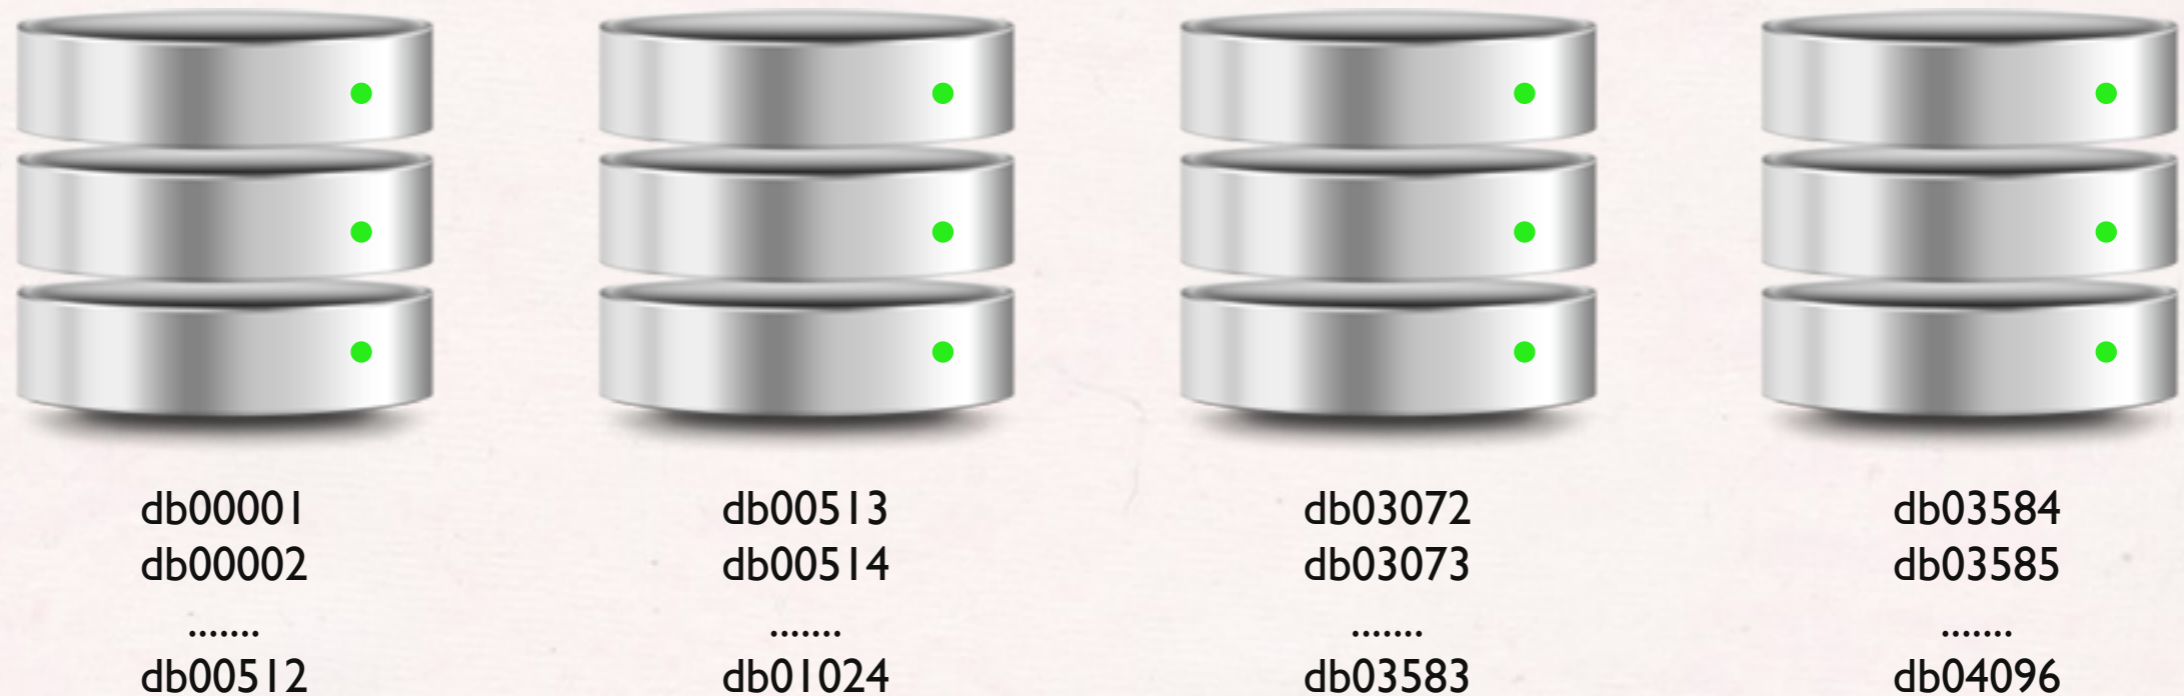 db00001
db00002
.......
db00512
db00513
db00514
.......
db01024
db03072
db03073
.......
db03583
db03584
db03585
.......
db04096